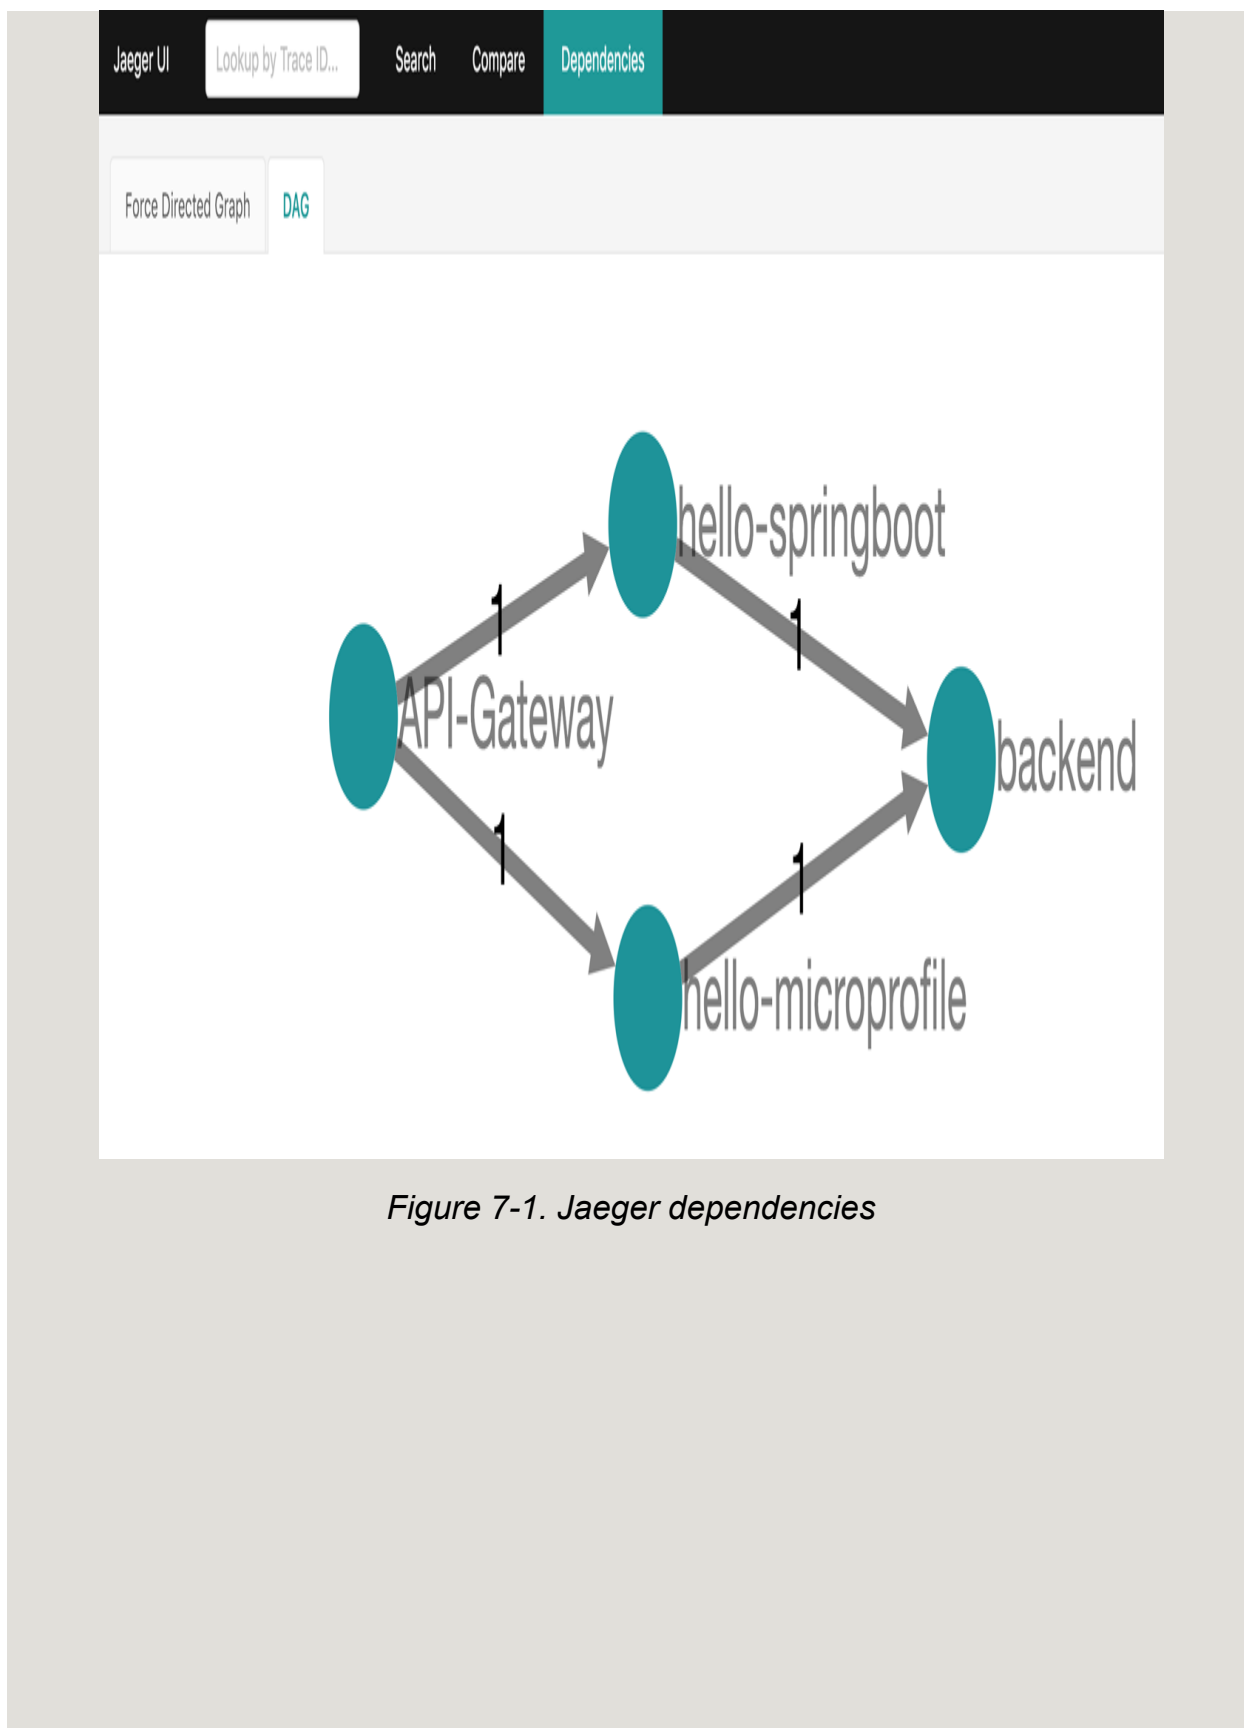 Jaeger UI Lookup by Trace ID... Search Compare Dependencies
Force Directed Graph DAG
hello-springboot
1 1
API-Gateway
backend
1 1
hello-microprofile
Figure 7-1. Jaeger dependencies